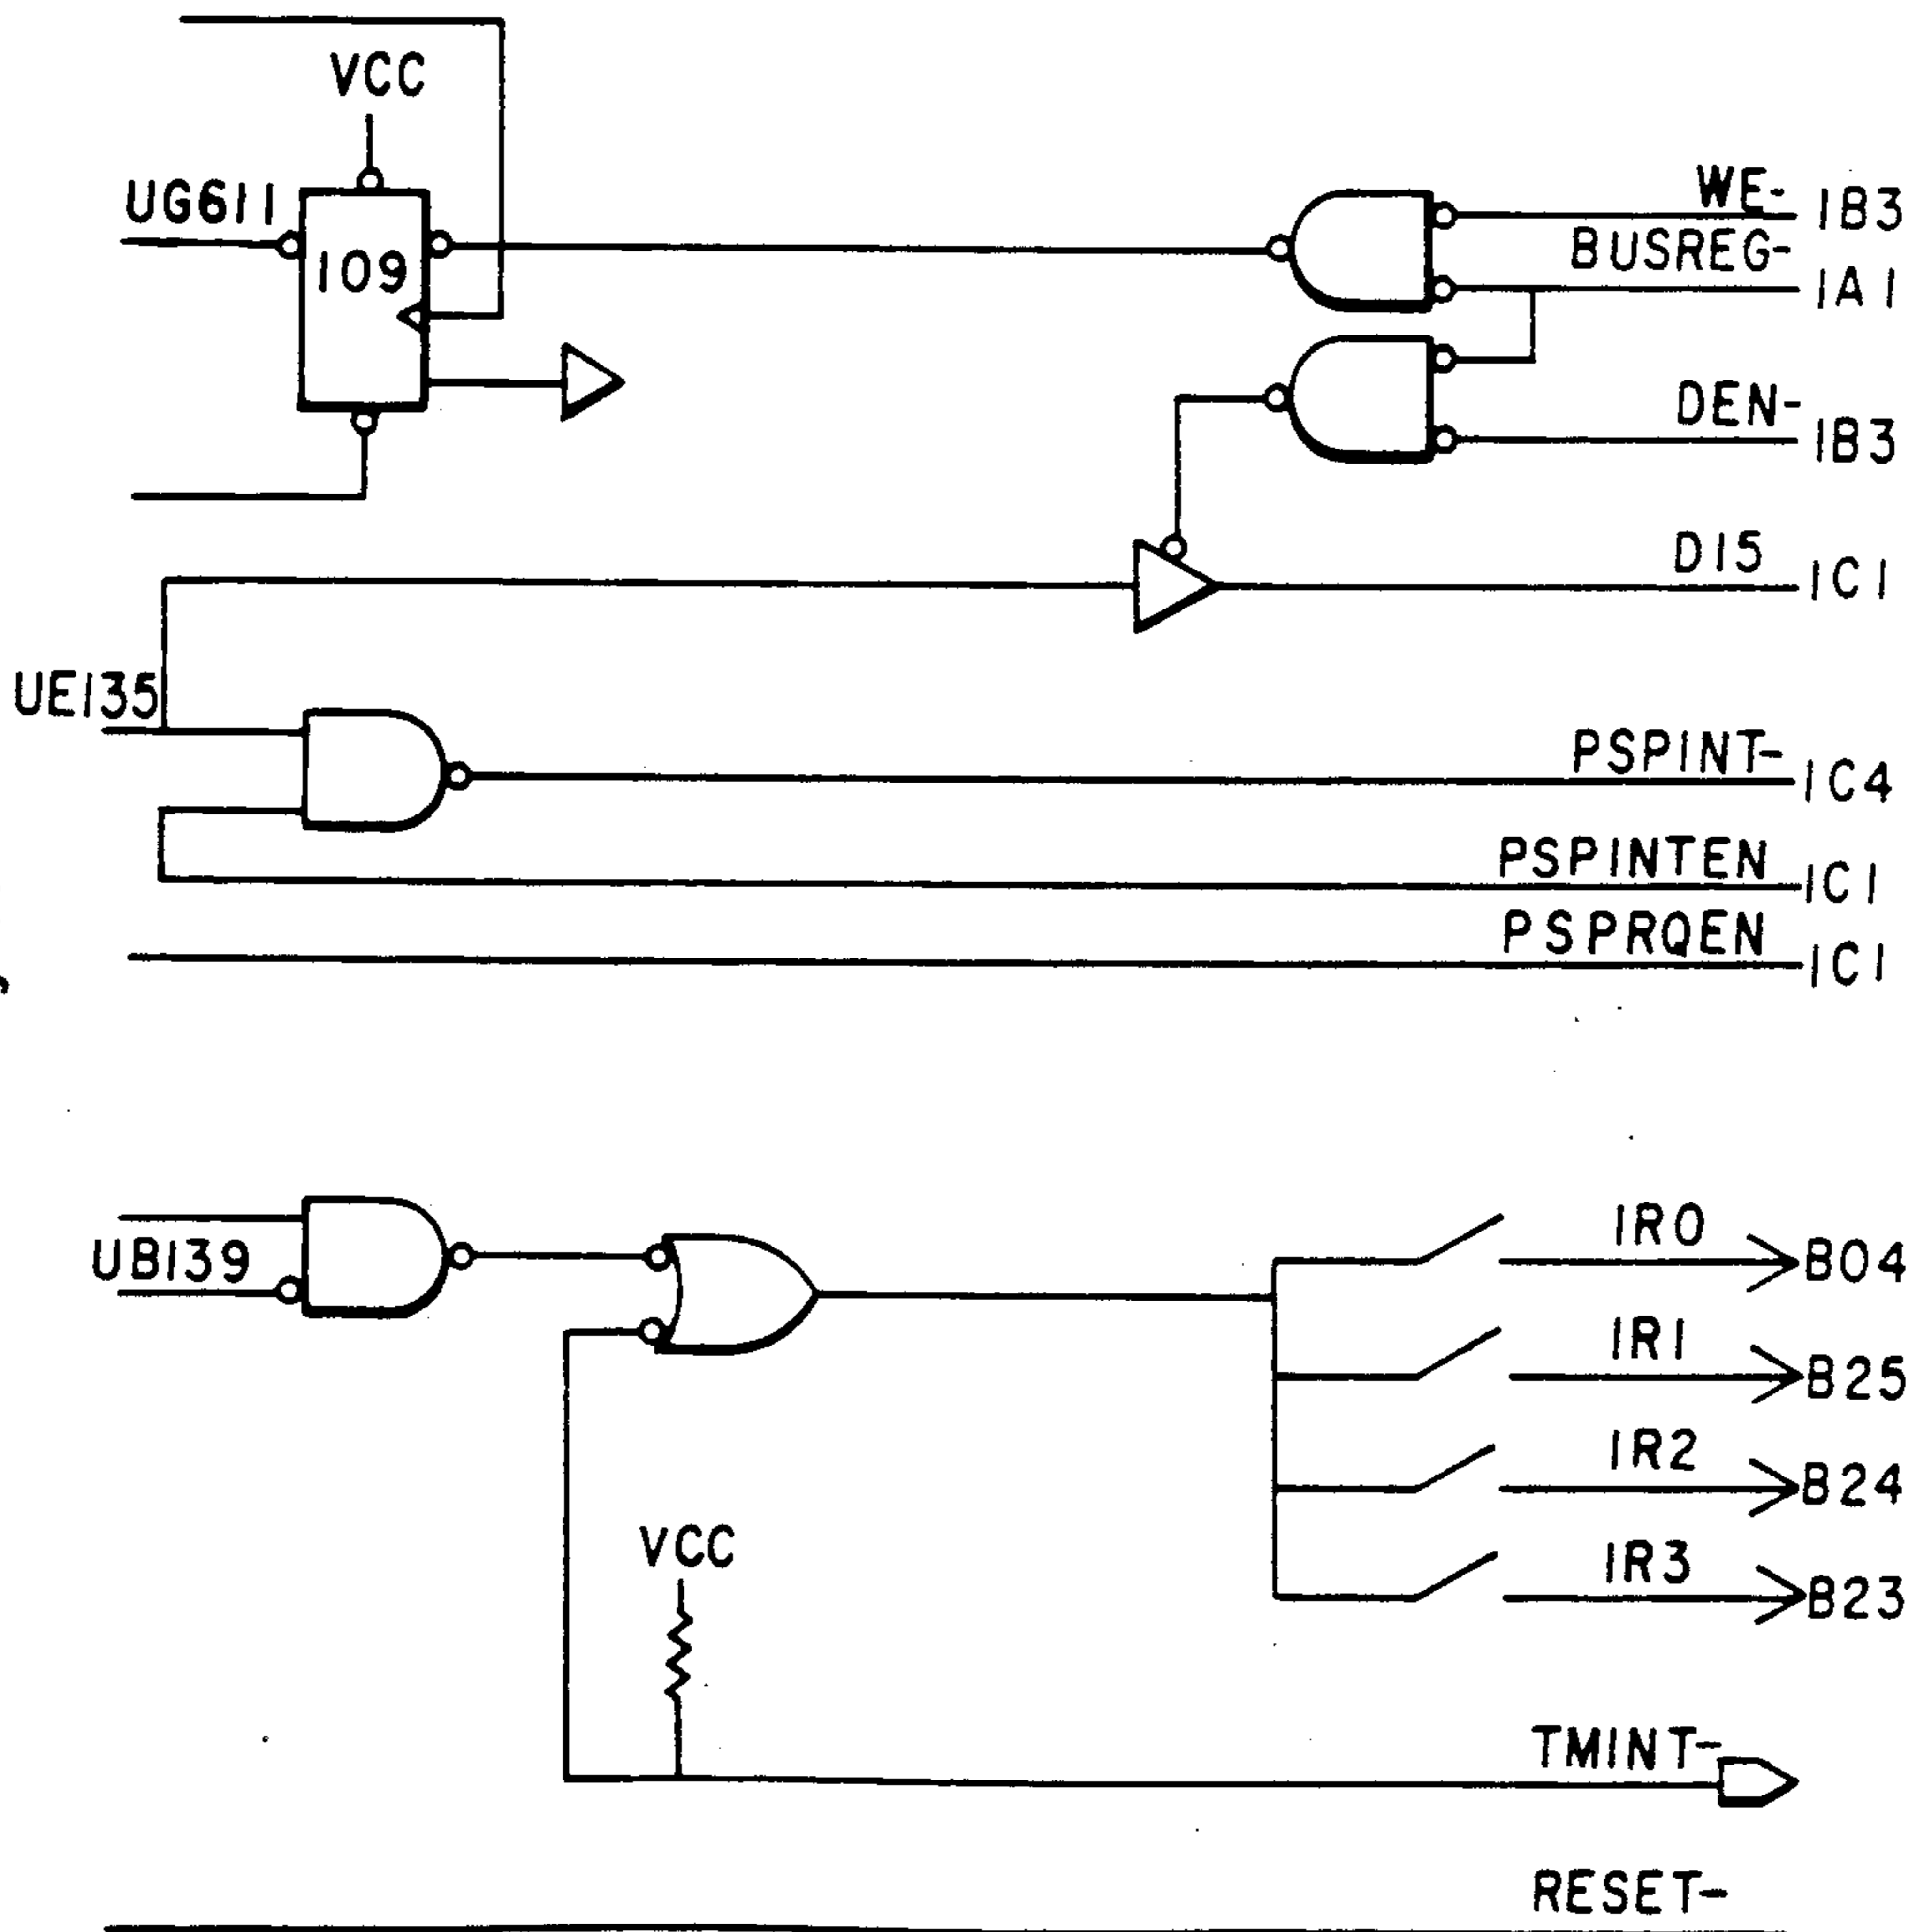 VCC
UG611
109
WE-
1B3
BUSREG-
1A1
DEN-
1B3
D15
1C1
UE135
PSPINT-
1C4
PSPINTEN
1C1
PSPRQEN
1C1
UB139
IR0
B04
IR1
B25
IR2
B24
VCC
IR3
B23
TMINT-
RESET-